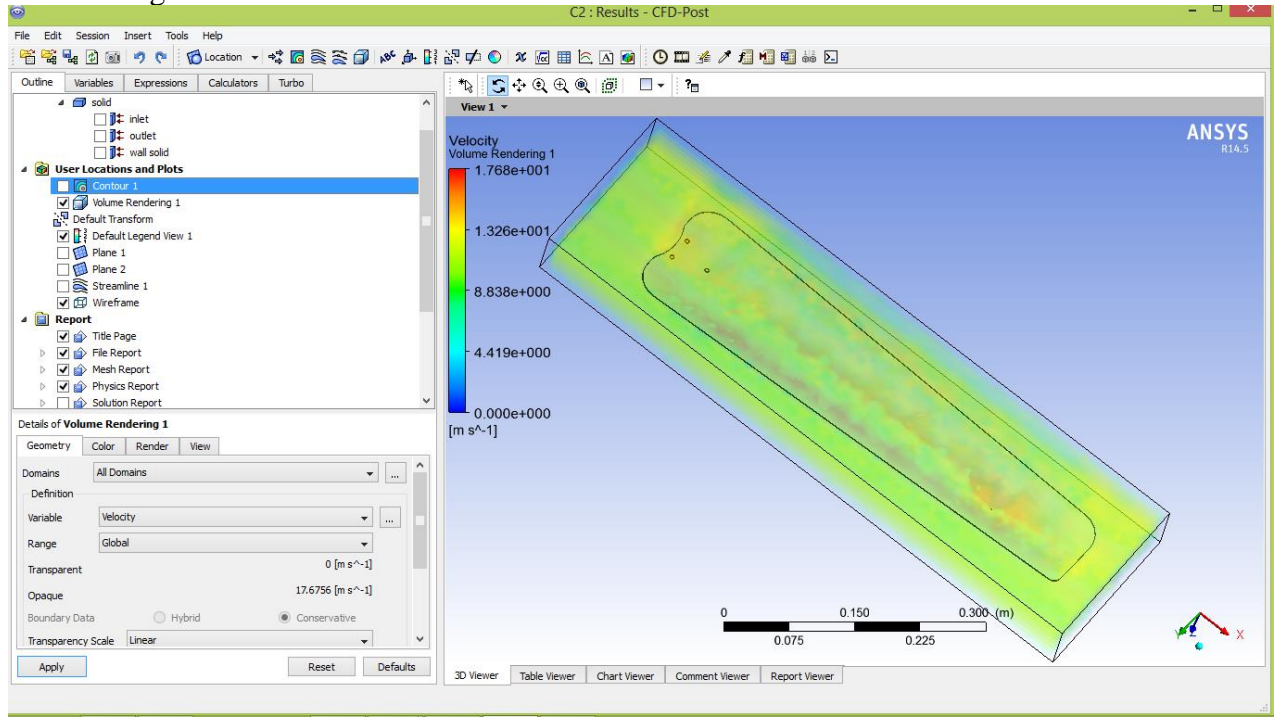 C2 : Results - CFD-Post
File Edit Session Insert Tools Help
Location
Outline Variables Expressions Calculators Turbo
solid
inlet
outlet
wall solid
User Locations and Plots
Contour 1
Volume Rendering 1
Default Transform
Default Legend View 1
Plane 1
Plane 2
Streamline 1
Wireframe
Report
Title Page
File Report
Mesh Report
Physics Report
Solution Report
Details of Volume Rendering 1
Geometry Color Render View
Domains All Domains ...
Definition
Variable Velocity ...
Range Global
Transparent 0 [m s^-1]
Opaque 17.6756 [m s^-1]
Boundary Data Hybrid Conservative
Transparency Scale Linear
Apply Reset Defaults
View 1
ANSYS
R14.5
Velocity
Volume Rendering 1
1.768e+001
1.326e+001
8.838e+000
4.419e+000
0.000e+000
[m s^-1]
0 0.150 0.300 (m)
0.075 0.225
Y Z X
3D Viewer Table Viewer Chart Viewer Comment Viewer Report Viewer